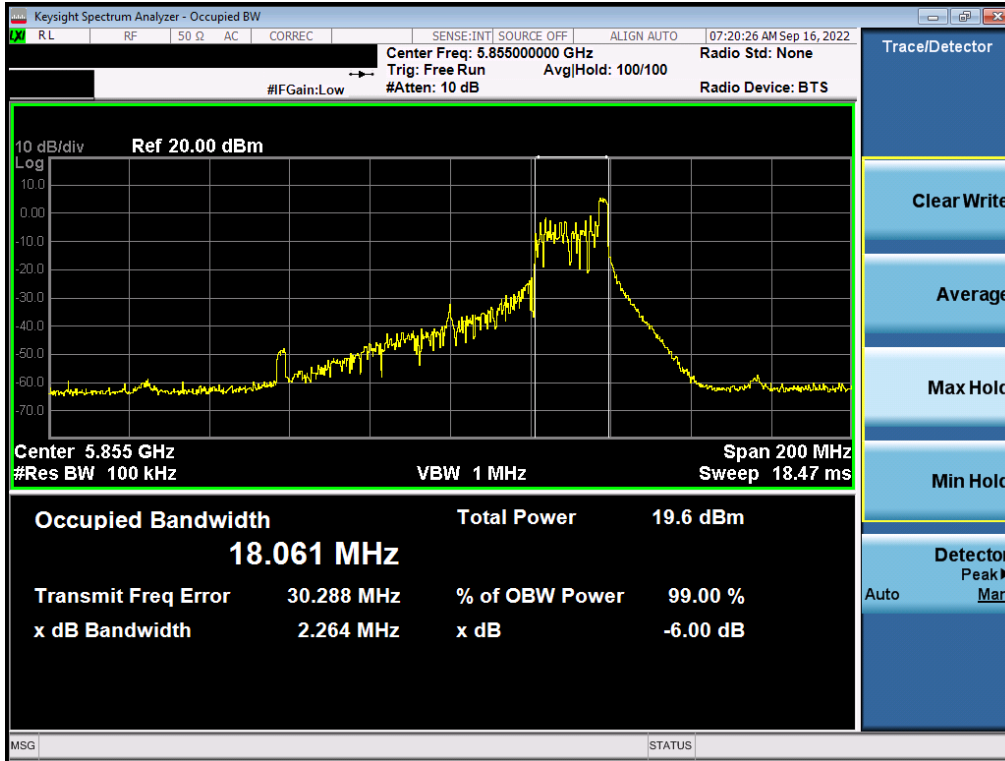 Keysight Spectrum Analyzer - Occupied BW
LXI RL RF 50 Ω AC CORREC SENSE:INT SOURCE OFF ALIGN AUTO 07:20:26 AM Sep 16, 2022
Center Freq: 5.855000000 GHz Radio Std: None
Trig: Free Run Avg|Hold: 100/100
#IFGain:Low #Atten: 10 dB Radio Device: BTS
Trace/Detector
10 dB/div Ref 20.00 dBm
Log
10.0
0.00
-10.0
-20.0
-30.0
-40.0
-50.0
-60.0
-70.0
Center 5.855 GHz Span 200 MHz
#Res BW 100 kHz VBW 1 MHz Sweep 18.47 ms
Occupied Bandwidth Total Power 19.6 dBm
18.061 MHz
Transmit Freq Error 30.288 MHz % of OBW Power 99.00 %
x dB Bandwidth 2.264 MHz x dB -6.00 dB
Clear Write
Average
Max Hold
Min Hold
Detector
Peak
Auto Man
MSG STATUS